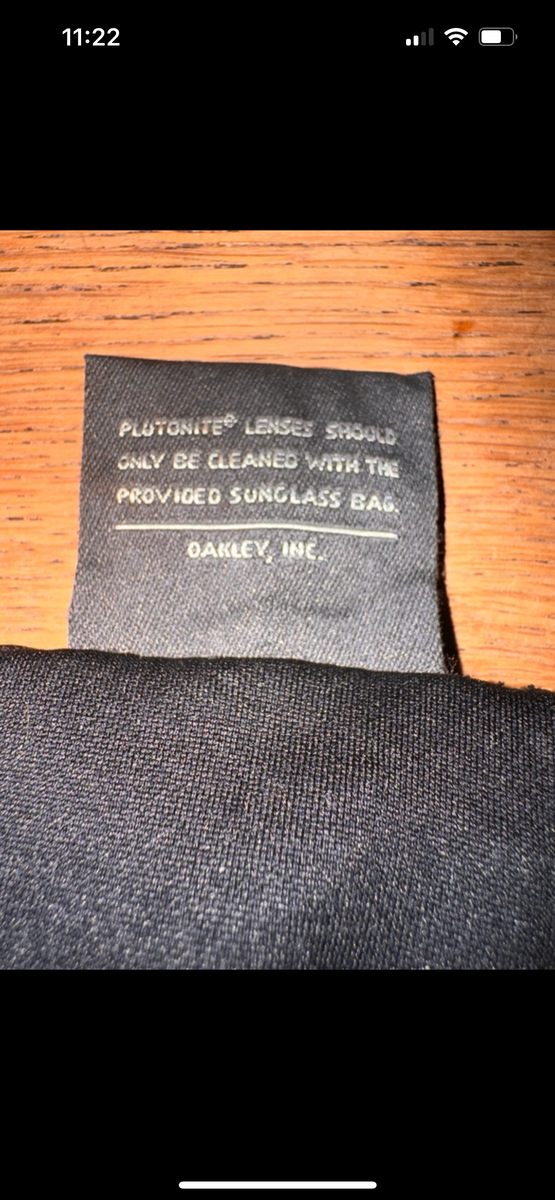 11:22
PLUTONITE® LENSES SHOULD
ONLY BE CLEANED WITH THE
PROVIDED SUNGLASS BAG.
OAKLEY, INC.